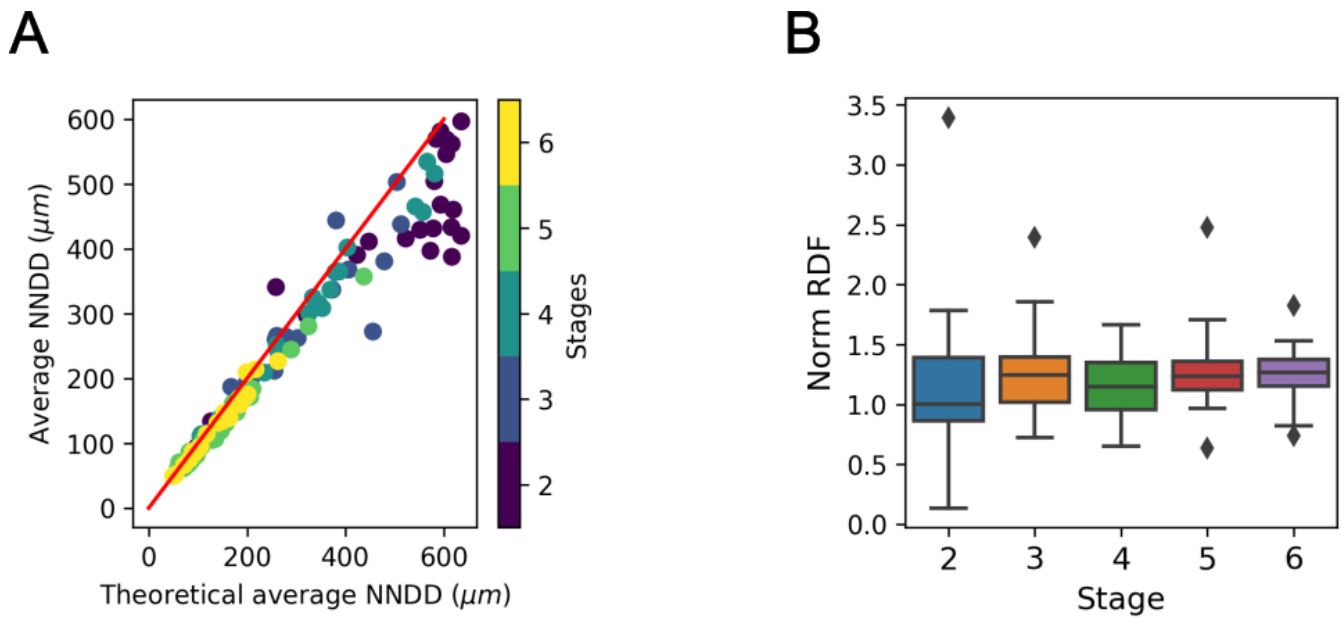 A
600
500
400
300
200
100
0
Average NNDD (μm)
0 200 400 600
Theoretical average NNDD (μm)
6
5
4
3
2
Stages
B
3.5
3.0
2.5
2.0
1.5
1.0
0.5
0.0
Norm RDF
2 3 4 5 6
Stage